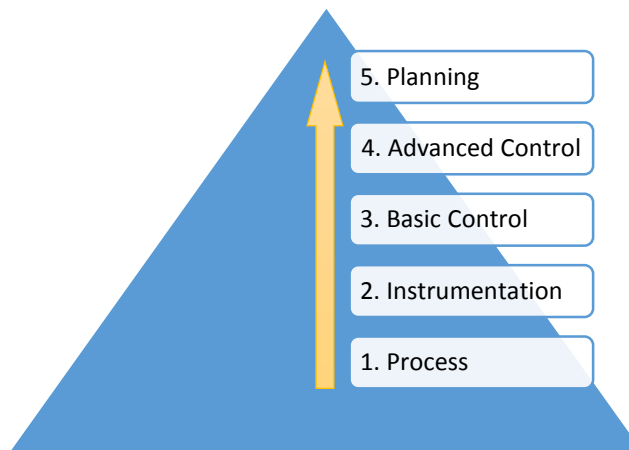 5. Planning
4. Advanced Control
3. Basic Control
2. Instrumentation
1. Process